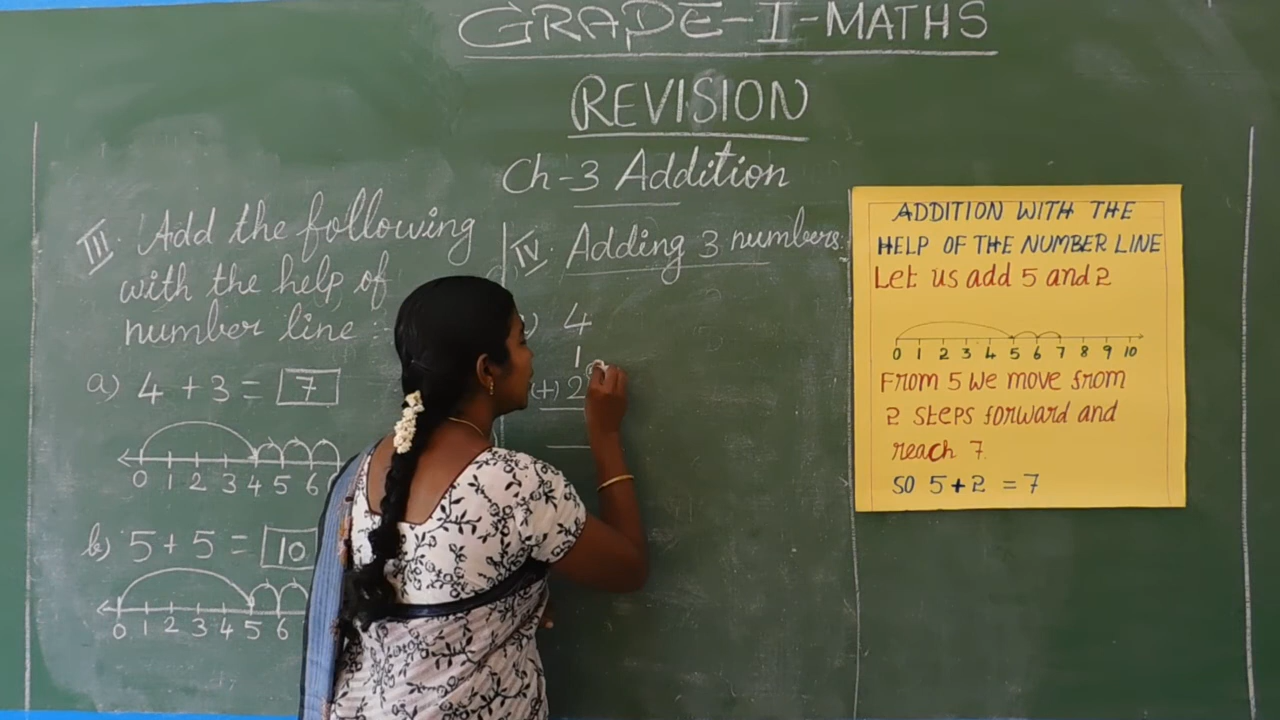 GRADE-I-MATHS
REVISION
Ch-3 Addition
III. Add the following
with the help of
number line :-
a) 4 + 3 = 7
0 1 2 3 4 5 6
b) 5 + 5 = 10
0 1 2 3 4 5 6
IV. Adding 3 numbers.
) 4
1
(+) 2
ADDITION WITH THE
HELP OF THE NUMBER LINE
Let us add 5 and 2
0 1 2 3 4 5 6 7 8 9 10
From 5 we move from
2 steps forward and
reach 7.
So 5+2 = 7